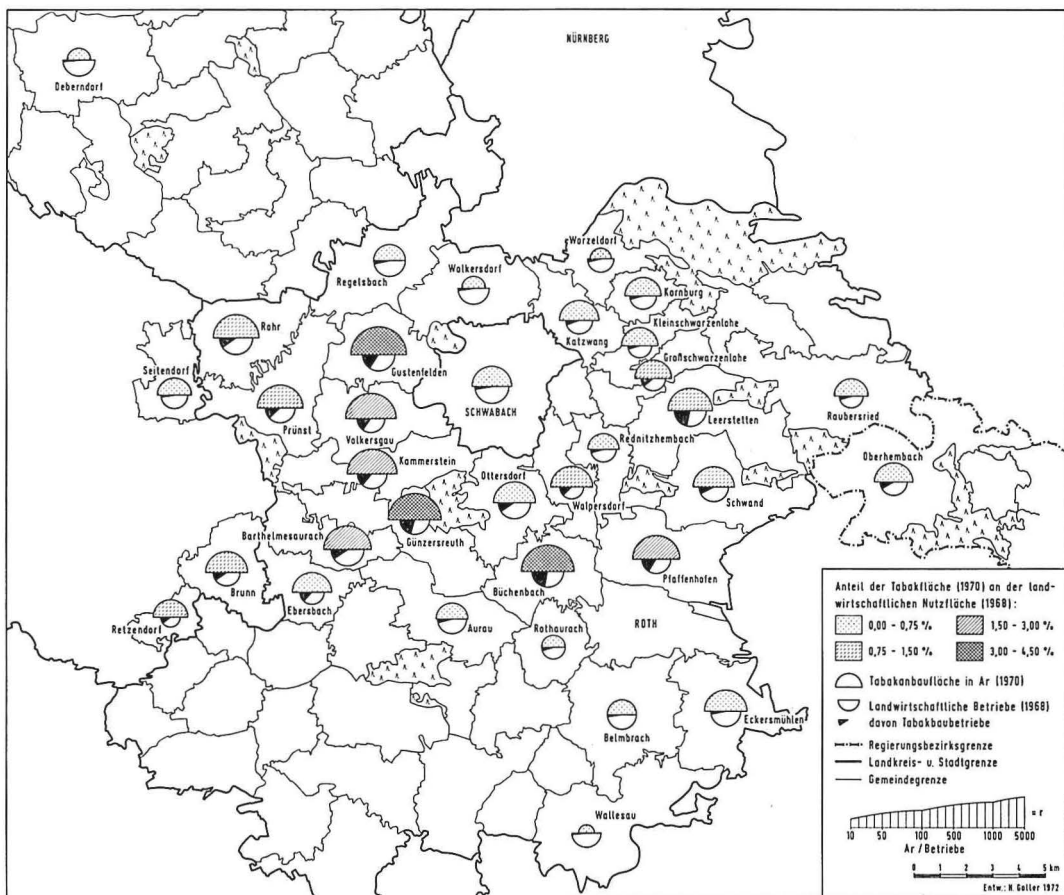 NÜRNBERG
Deberndorf
Worzeldorf
Regelsbach
Wolkersdorf
Kornburg
Rohr
Katzwang
Kleinschwarzenlohe
Großschwarzenlohe
Gustenfelden
Seitendorf
SCHWABACH
Leerstetten
Raubersried
Prünst
Volkersgau
Rednitzhembach
Kammerstein
Ottersdorf
Oberhembach
Walpersdorf
Schwand
Günzersreuth
Barthelmesaurach
Pfaffenhofen
Brunn
Büchenbach
Ebersbach
Retzendorf
Aurau
Rothaurach
ROTH
Eckersmühlen
Belmbrach
Wallesau
Anteil der Tabakfläche (1970) an der land-
wirtschaftlichen Nutzfläche (1968):
0,00 - 0,75 %
1,50 - 3,00 %
0,75 - 1,50 %
3,00 - 4,50 %
Tabakanbaufläche in Ar (1970)
Landwirtschaftliche Betriebe (1968)
davon Tabakbaubetriebe
Regierungsbezirksgrenze
Landkreis- u. Stadtgrenze
Gemeindegrenze
= r
10 50 100 500 1000 5000
Ar / Betriebe
0 1 2 3 4 5 km
Entw.: H. Goller 1972